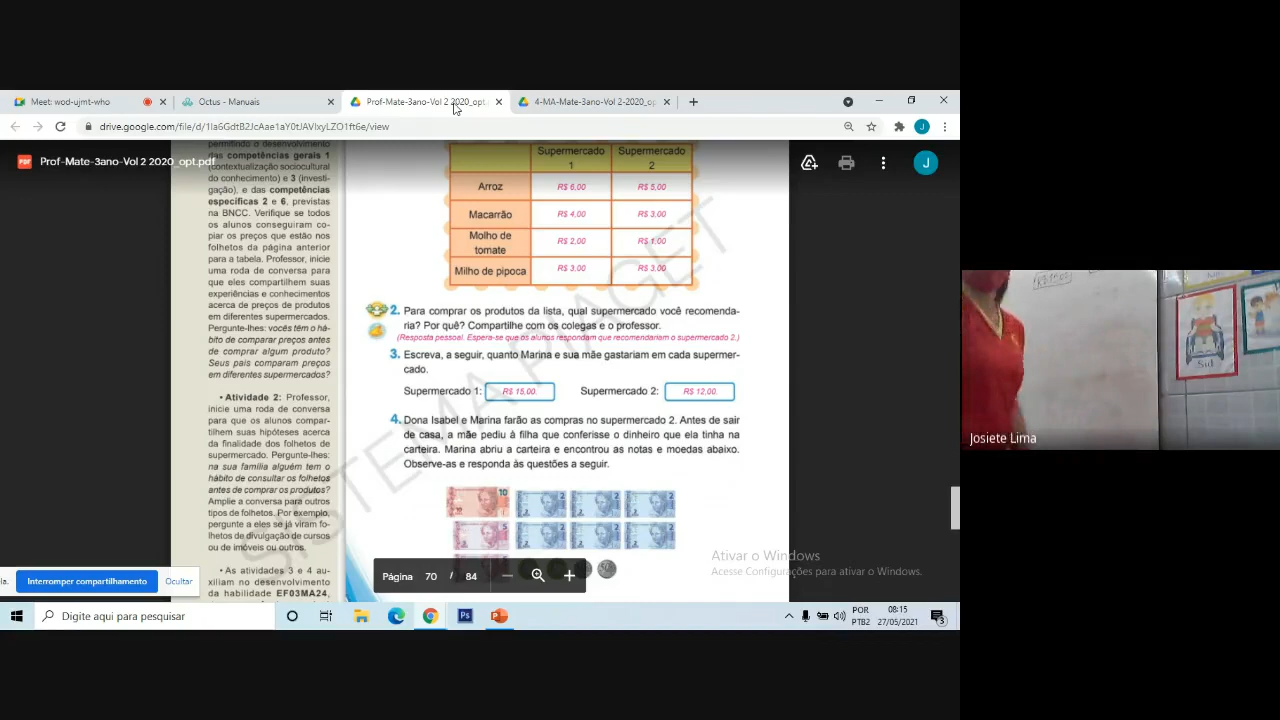 Meet: wod-ujmt-who
Octus - Manuais
Prof-Mate-3ano-Vol 2 2020_opt.
4-MA-Mate-3ano-Vol 2-2020_op
drive.google.com/file/d/1la6GdtB2JcAae1aY0tJAVlxyLZO1ft6e/view
Prof-Mate-3ano-Vol 2 2020_opt.pdf
J
J
permitindo o desenvolvimento
das competências gerais 1
(contextualização sociocultural
do conhecimento) e 3 (investi-
gação), e das competências
específicas 2 e 6, previstas
na BNCC. Verifique se todos
os alunos conseguiram co-
piar os preços que estão nos
folhetos da página anterior
para a tabela. Professor, inicie
uma roda de conversa para
que eles compartilhem suas
experiências e conhecimentos
acerca de preços de produtos
em diferentes supermercados.
Pergunte-lhes: vocês têm o há-
bito de comparar preços antes
de comprar algum produto?
Seus pais comparam preços
em diferentes supermercados?
• Atividade 2: Professor,
inicie uma roda de conversa
para que os alunos compar-
tilhem suas hipóteses acerca
da finalidade dos folhetos de
supermercado. Pergunte-lhes:
na sua família alguém tem o
hábito de consultar os folhetos
antes de comprar os produtos?
Amplie a conversa para outros
tipos de folhetos. Por exemplo,
pergunte a eles se já viram fo-
lhetos de divulgação de cursos
ou de imóveis ou outros.
• As atividades 3 e 4 au-
xiliam no desenvolvimento
da habilidade EF03MA24,
Supermercado 1 Supermercado 2
Arroz R$ 6,00 R$ 5,00
Macarrão R$ 4,00 R$ 3,00
Molho de tomate R$ 2,00 R$ 1,00
Milho de pipoca R$ 3,00 R$ 3,00
2. Para comprar os produtos da lista, qual supermercado você recomenda-
ria? Por quê? Compartilhe com os colegas e o professor.
(Resposta pessoal. Espera-se que os alunos respondam que recomendariam o supermercado 2.)
3. Escreva, a seguir, quanto Marina e sua mãe gastariam em cada supermer-
cado.
Supermercado 1: R$ 15,00. Supermercado 2: R$ 12,00.
4. Dona Isabel e Marina farão as compras no supermercado 2. Antes de sair
de casa, a mãe pediu à filha que conferisse o dinheiro que ela tinha na
carteira. Marina abriu a carteira e encontrou as notas e moedas abaixo.
Observe-as e responda às questões a seguir.
10 2 2 2
5 2 2 2
SISTEMA PIAGET
Página 70 / 84
Ativar o Windows
Acesse Configurações para ativar o Windows.
la. Interromper compartilhamento Ocultar
Digite aqui para pesquisar
Ps
POR
PTB2
08:15
27/05/2021
3
Sul
Josiete Lima